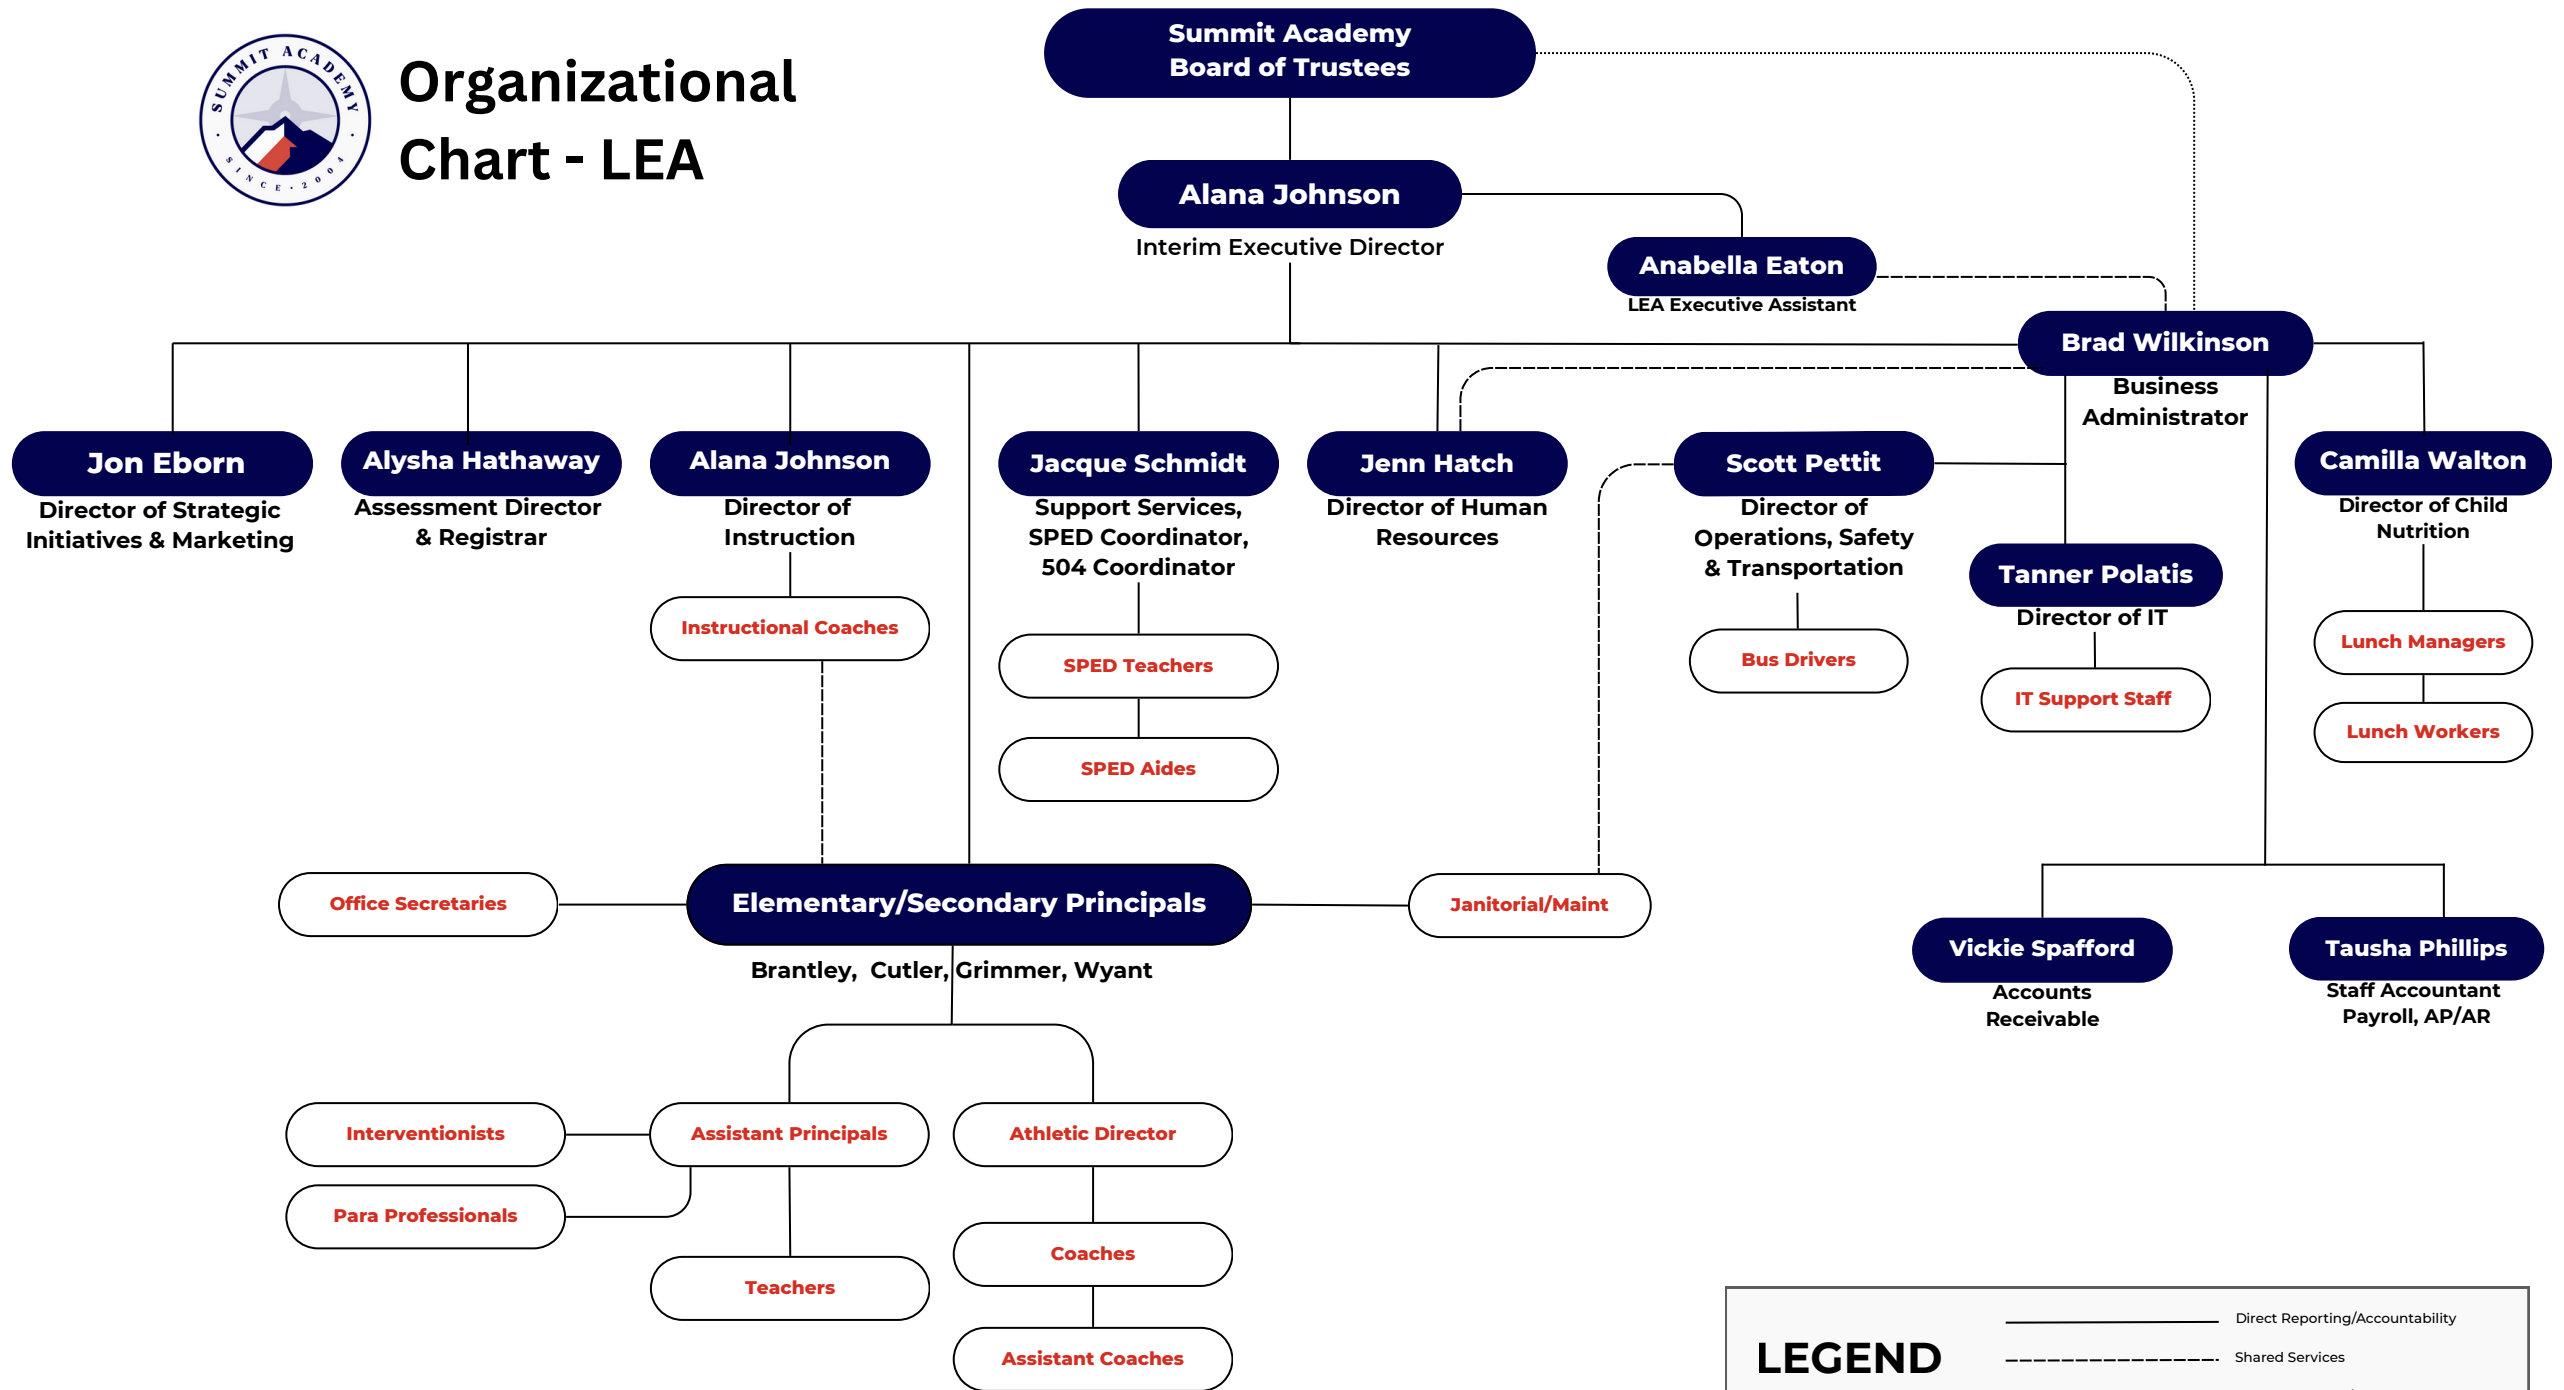 SUMMIT ACADEMY
SINCE · 2004
Organizational
Chart - LEA
Summit Academy
Board of Trustees
Alana Johnson
Interim Executive Director
Anabella Eaton
LEA Executive Assistant
Brad Wilkinson
Business
Administrator
Jon Eborn
Director of Strategic
Initiatives & Marketing
Alysha Hathaway
Assessment Director
& Registrar
Alana Johnson
Director of
Instruction
Instructional Coaches
Jacque Schmidt
Support Services,
SPED Coordinator,
504 Coordinator
SPED Teachers
SPED Aides
Jenn Hatch
Director of Human
Resources
Scott Pettit
Director of
Operations, Safety
& Transportation
Bus Drivers
Tanner Polatis
Director of IT
IT Support Staff
Camilla Walton
Director of Child
Nutrition
Lunch Managers
Lunch Workers
Office Secretaries
Elementary/Secondary Principals
Brantley, Cutler, Grimmer, Wyant
Janitorial/Maint
Vickie Spafford
Accounts
Receivable
Tausha Phillips
Staff Accountant
Payroll, AP/AR
Interventionists
Assistant Principals
Athletic Director
Para Professionals
Coaches
Teachers
Assistant Coaches
LEGEND
Direct Reporting/Accountability
Shared Services